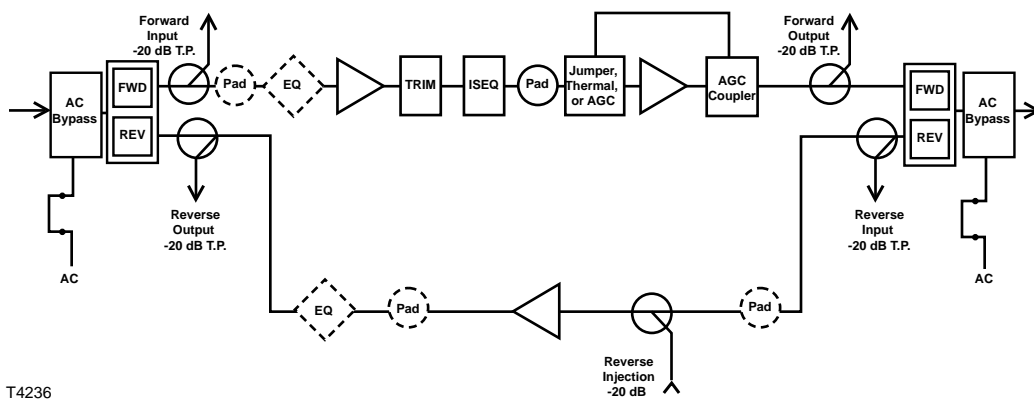 Forward
Input
-20 dB T.P.
Forward
Output
-20 dB T.P.
AC
Bypass
FWD
REV
Pad
EQ
TRIM
ISEQ
Pad
Jumper,
Thermal,
or AGC
AGC
Coupler
FWD
REV
AC
Bypass
Reverse
Output
-20 dB T.P.
Reverse
Input
-20 dB T.P.
AC
AC
EQ
Pad
Pad
Reverse
Injection
-20 dB
T4236